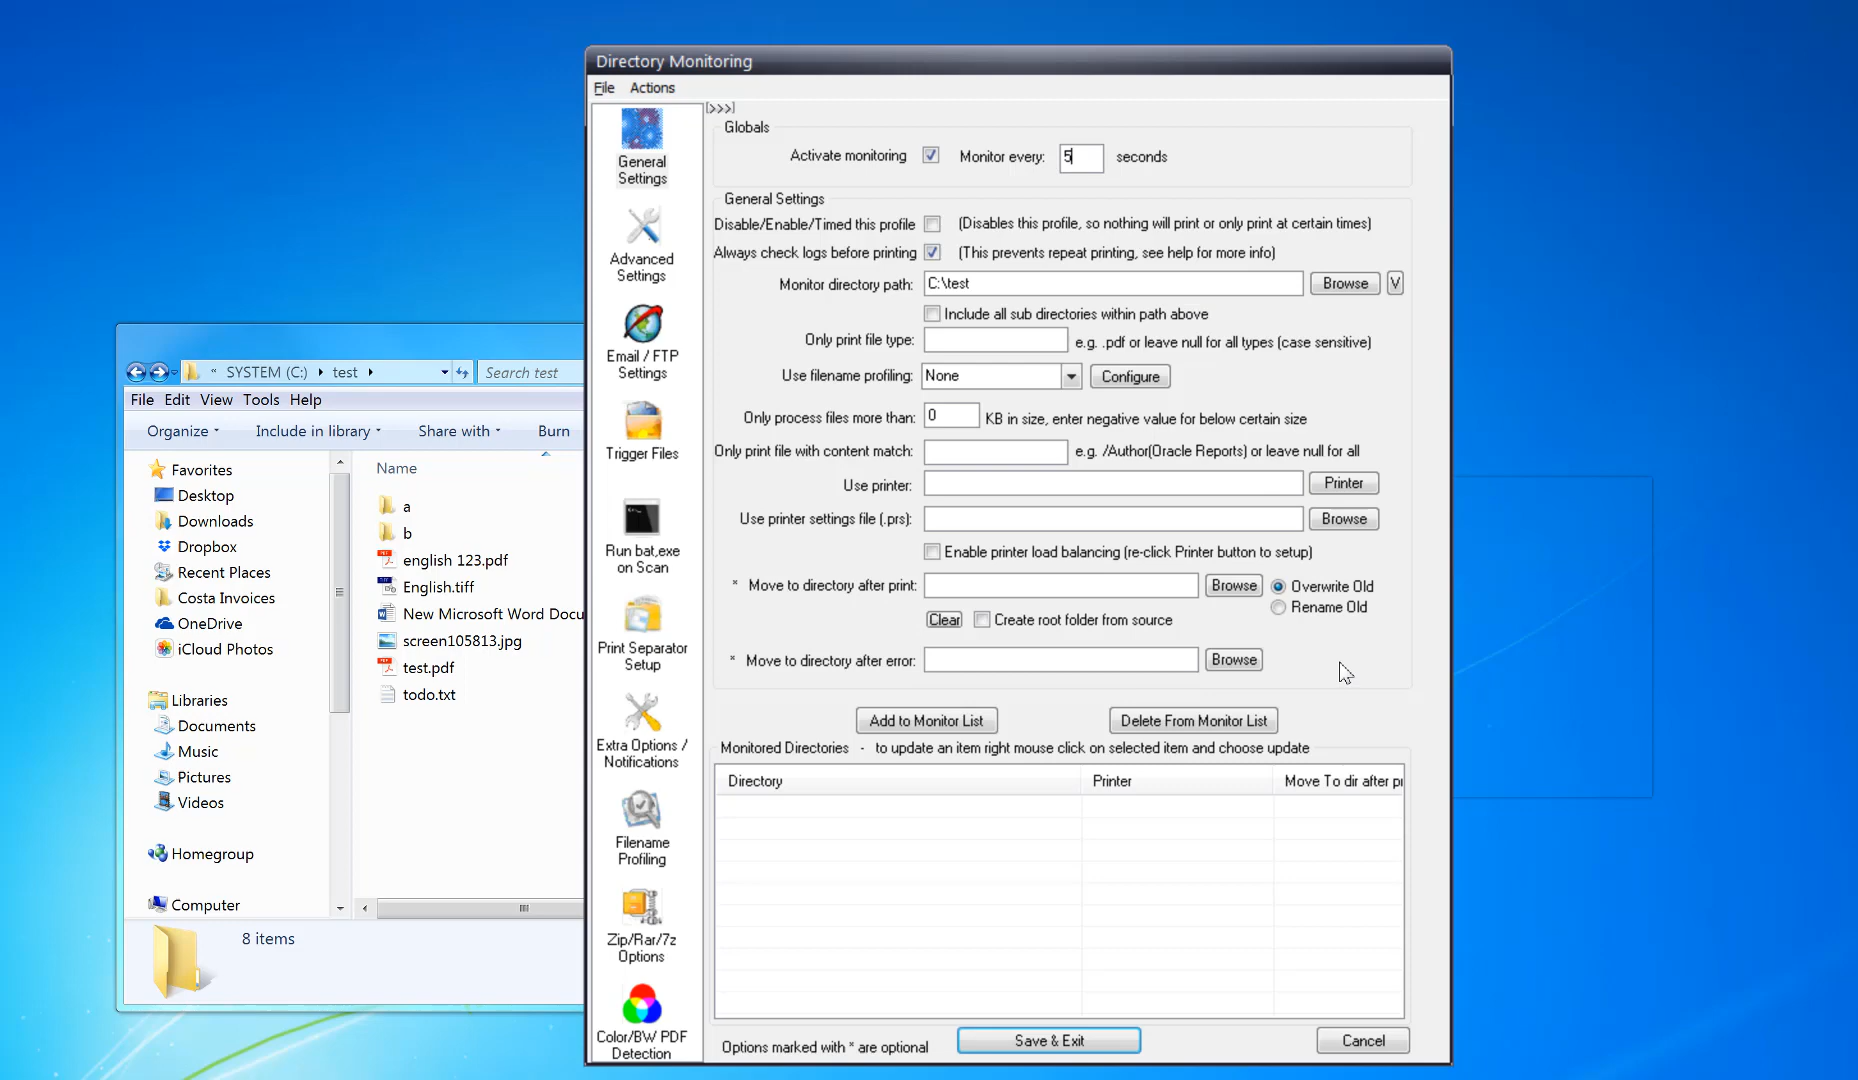 Directory Monitoring
File Actions
[>>>]
General
Settings
Advanced
Settings
Email / FTP
Settings
Trigger Files
Run bat,exe
on Scan
Print Separator
Setup
Extra Options /
Notifications
Filename
Profiling
Zip/Rar/7z
Options
Color/BW PDF
Detection
Globals
Activate monitoring Monitor every: 5 seconds
General Settings
Disable/Enable/Timed this profile (Disables this profile, so nothing will print or only print at certain times)
Always check logs before printing (This prevents repeat printing, see help for more info)
Monitor directory path: C:\test Browse V
Include all sub directories within path above
Only print file type: e.g. .pdf or leave null for all types (case sensitive)
Use filename profiling: None Configure
Only process files more than: 0 KB in size, enter negative value for below certain size
Only print file with content match: e.g. /Author(Oracle Reports) or leave null for all
Use printer: Printer
Use printer settings file (.prs): Browse
Enable printer load balancing (re-click Printer button to setup)
* Move to directory after print: Browse Overwrite Old
Rename Old
Clear Create root folder from source
* Move to directory after error: Browse
Add to Monitor List Delete From Monitor List
Monitored Directories - to update an item right mouse click on selected item and choose update
Directory Printer Move To dir after pr
Options marked with * are optional Save & Exit Cancel
« SYSTEM (C:) test Search test
File Edit View Tools Help
Organize Include in library Share with Burn
Favorites
Desktop
Downloads
Dropbox
Recent Places
Costa Invoices
OneDrive
iCloud Photos
Libraries
Documents
Music
Pictures
Videos
Homegroup
Computer
Name
a
b
english 123.pdf
English.tiff
New Microsoft Word Docu
screen105813.jpg
test.pdf
todo.txt
8 items